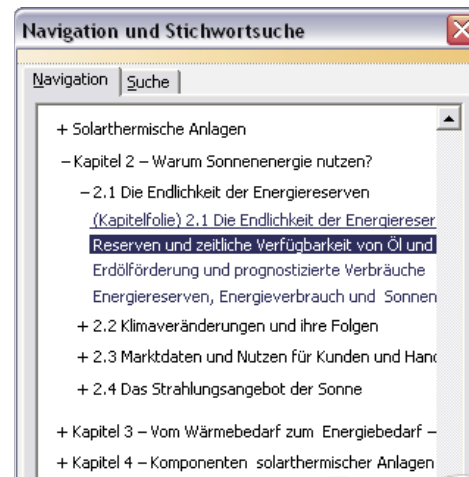 Navigation und Stichwortsuche
Navigation Suche
+ Solarthermische Anlagen
– Kapitel 2 – Warum Sonnenenergie nutzen?
– 2.1 Die Endlichkeit der Energiereserven
(Kapitelfolie) 2.1 Die Endlichkeit der Energiereser
Reserven und zeitliche Verfügbarkeit von Öl und
Erdölförderung und prognostizierte Verbräuche
Energiereserven, Energieverbrauch und Sonnen
+ 2.2 Klimaveränderungen und ihre Folgen
+ 2.3 Marktdaten und Nutzen für Kunden und Hand
+ 2.4 Das Strahlungsangebot der Sonne
+ Kapitel 3 – Vom Wärmebedarf zum Energiebedarf –
+ Kapitel 4 – Komponenten solarthermischer Anlagen